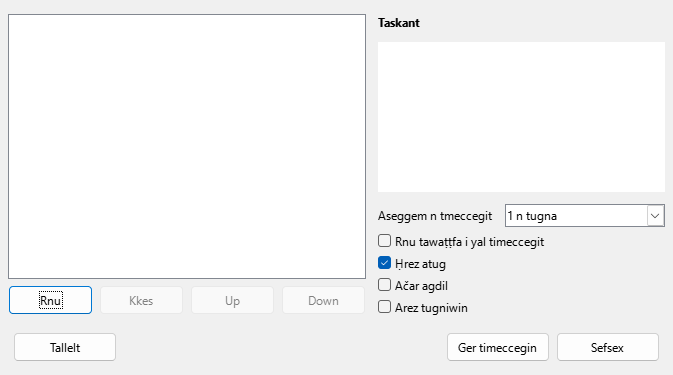 Taskant
Aseggem n tmeccegit
1 n tugna
Rnu tawaṭṭfa i yal timeccegit
Ḥrez atug
Ačar agdil
Arez tugniwin
Rnu
Kkes
Up
Down
Tallelt
Ger timeccegin
Sefsex